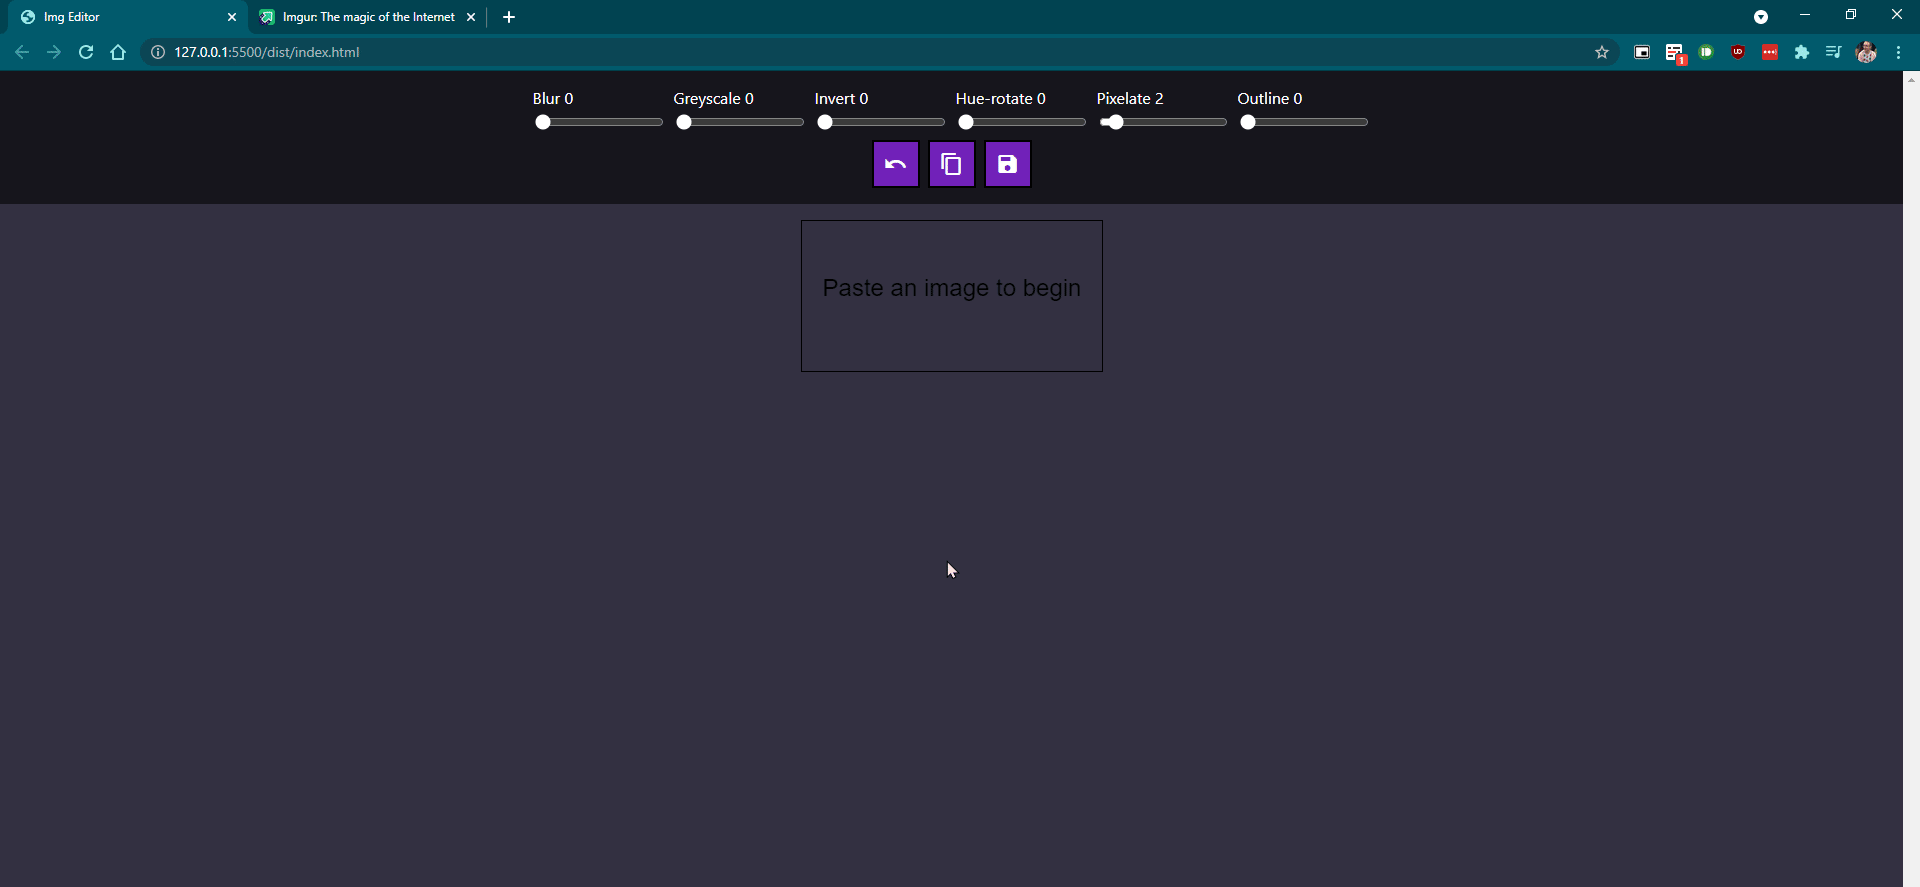 Img Editor
Imgur: The magic of the Internet
127.0.0.1:5500/dist/index.html
1
Blur 0
Greyscale 0
Invert 0
Hue-rotate 0
Pixelate 2
Outline 0
Paste an image to begin